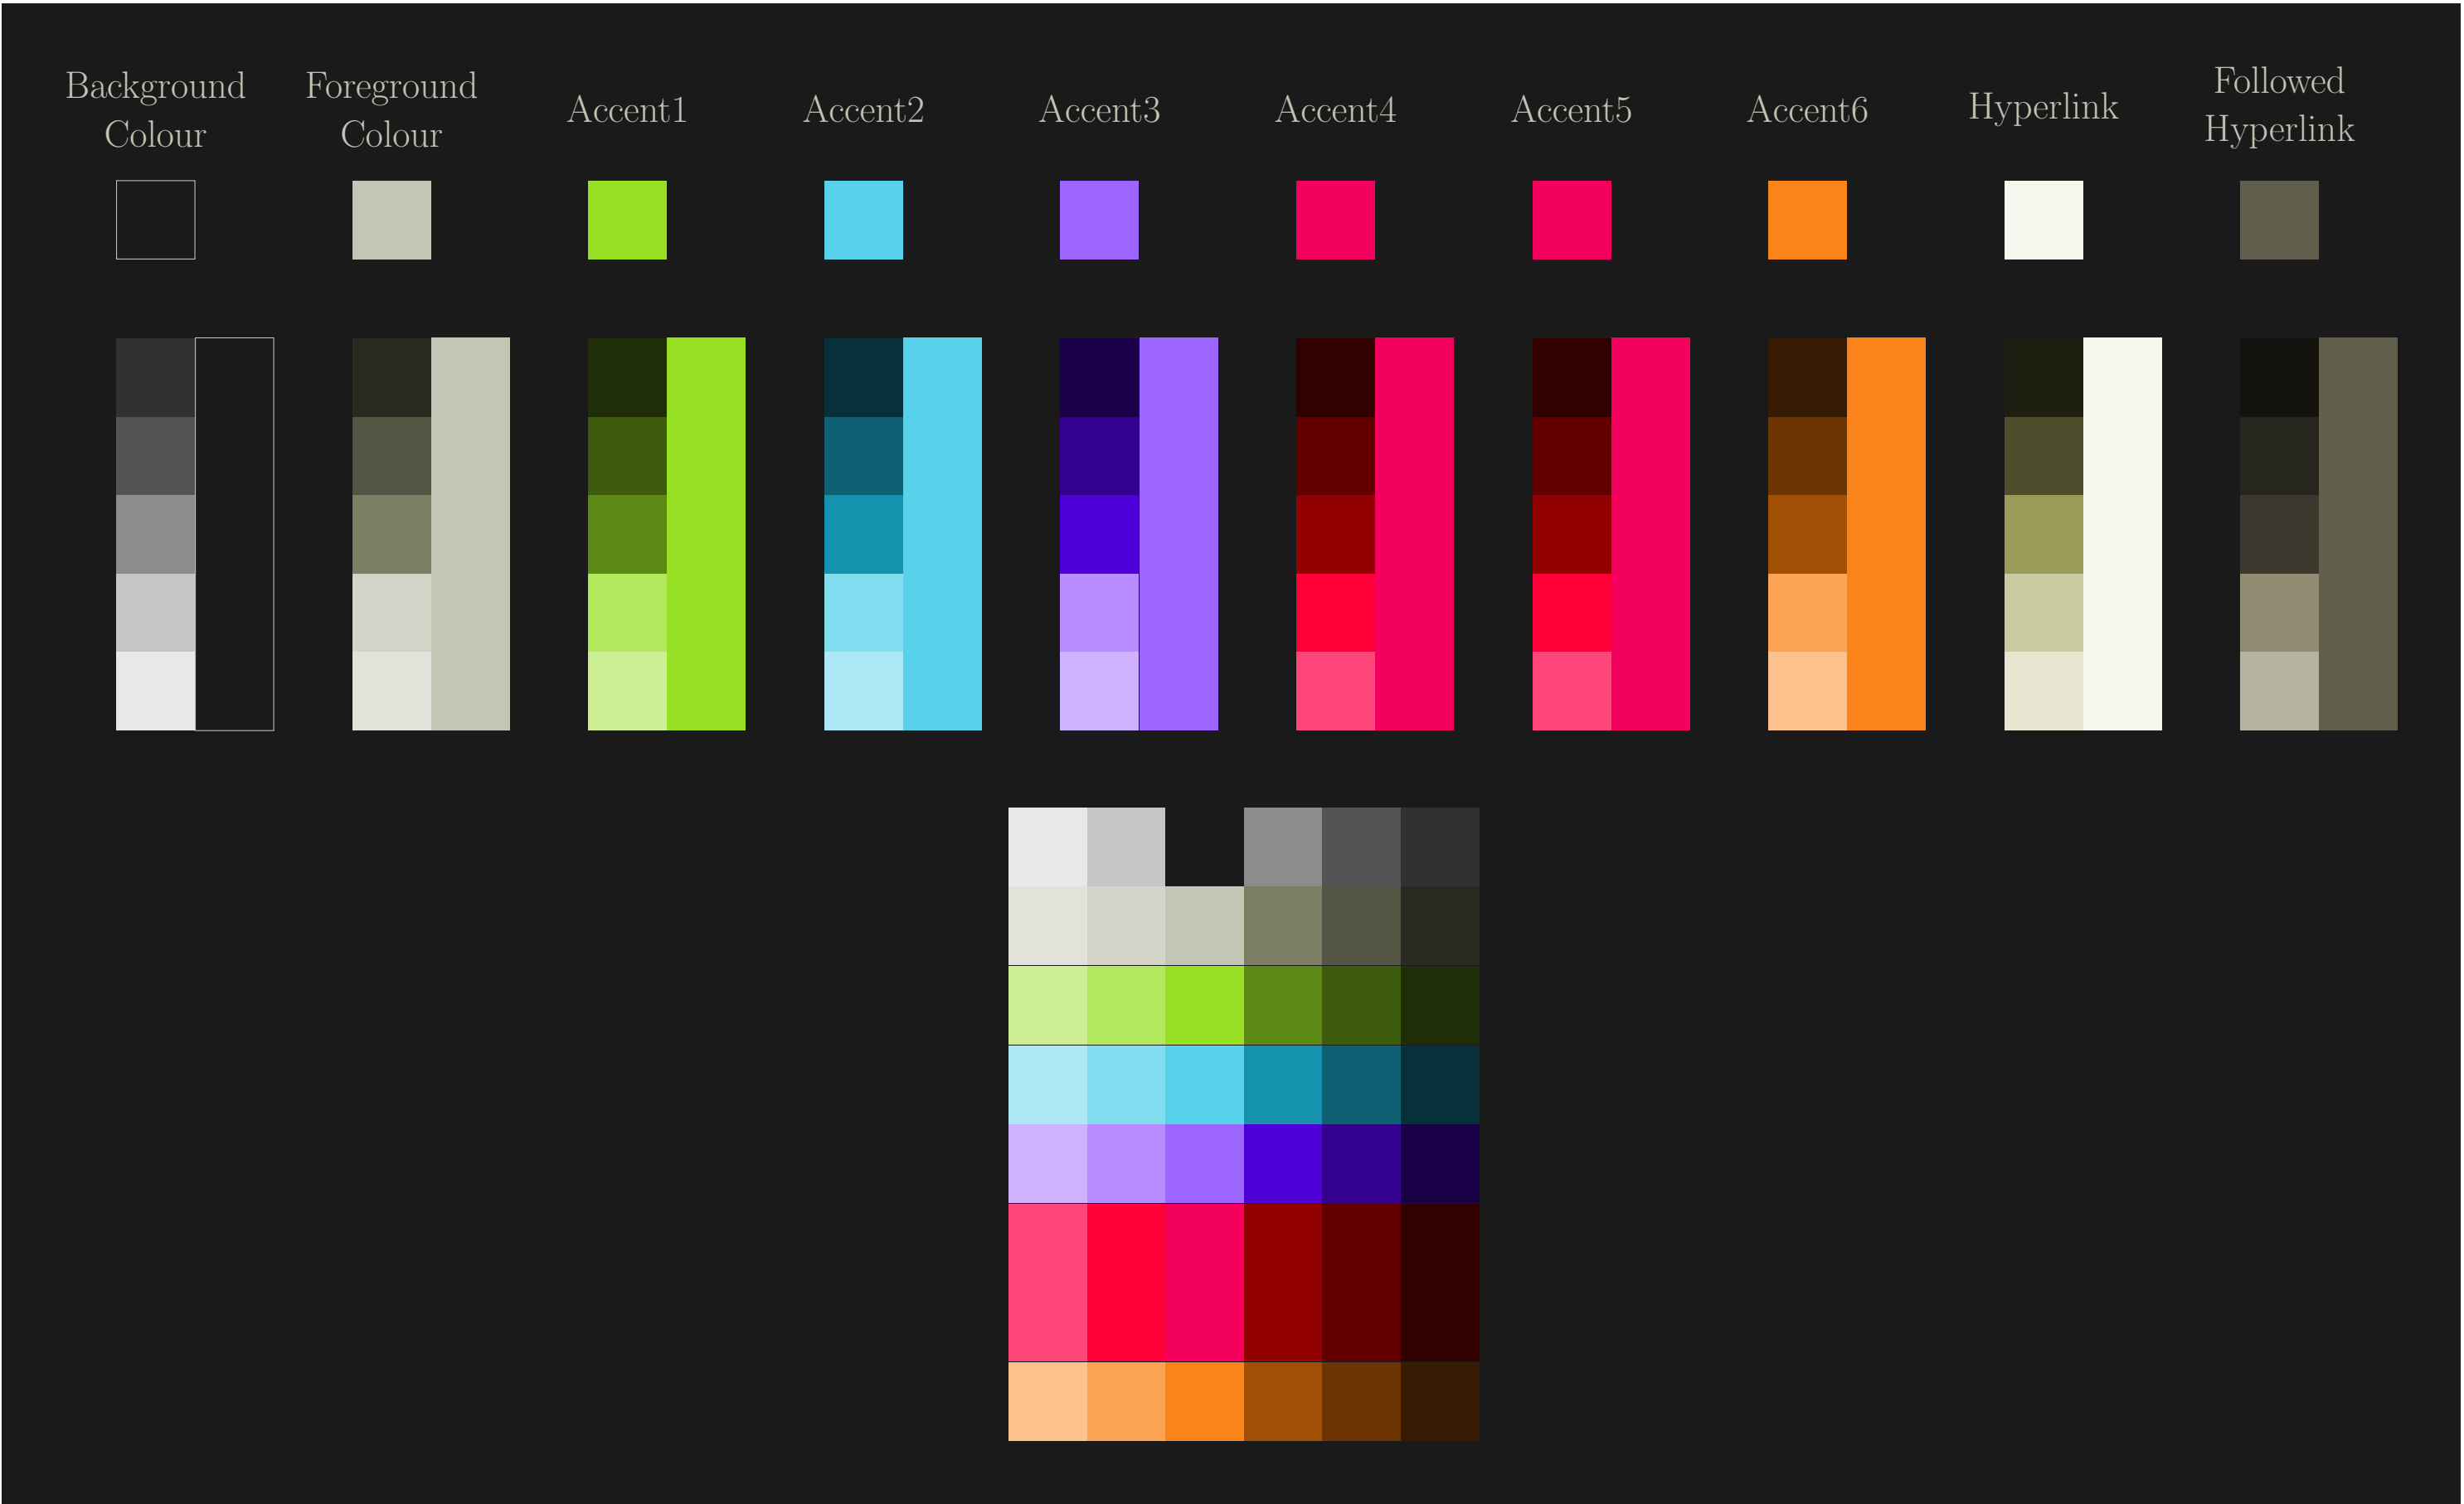 Background
Colour
Foreground
Colour
Accent1
Accent2
Accent3
Accent4
Accent5
Accent6
Hyperlink
Followed
Hyperlink